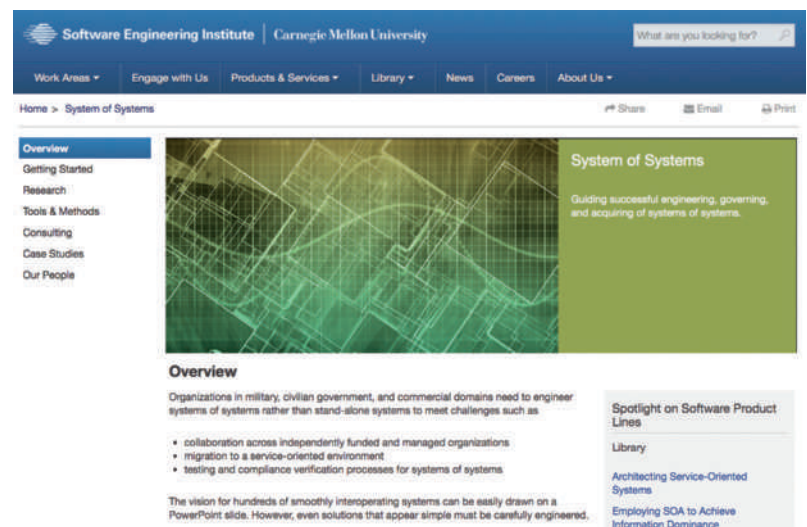 Software Engineering Institute | Carnegie Mellon University
What are you looking for?
Work Areas Engage with Us Products & Services Library News Careers About Us
Home > System of Systems
Share Email Print
Overview
Getting Started
Research
Tools & Methods
Consulting
Case Studies
Our People
System of Systems
Guiding successful engineering, governing,
and acquiring of systems of systems.
Overview
Organizations in military, civilian government, and commercial domains need to engineer
systems of systems rather than stand-alone systems to meet challenges such as
• collaboration across independently funded and managed organizations
• migration to a service-oriented environment
• testing and compliance verification processes for systems of systems
The vision for hundreds of smoothly interoperating systems can be easily drawn on a
PowerPoint slide. However, even solutions that appear simple must be carefully engineered.
Spotlight on Software Product
Lines
Library
Architecting Service-Oriented
Systems
Employing SOA to Achieve
Information Dominance